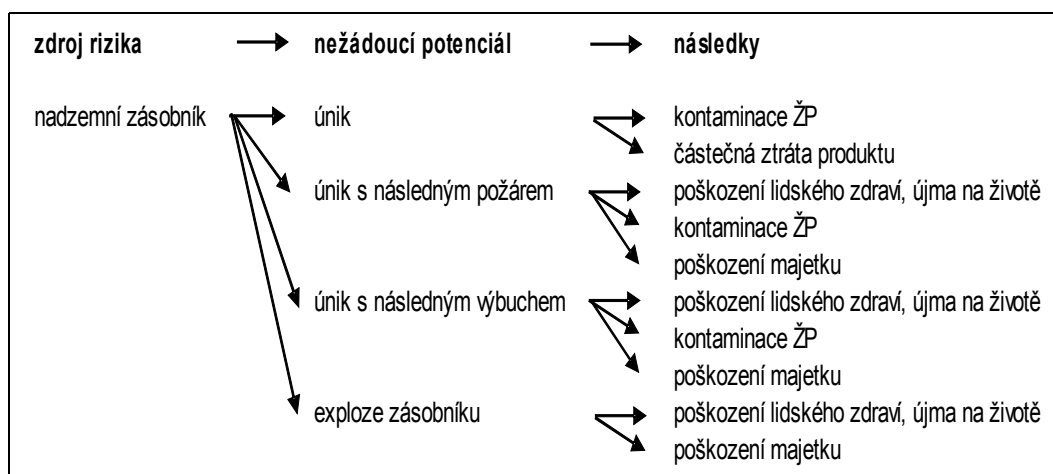 zdroj rizika nežádoucí potenciál následky
nadzemní zásobník únik kontaminace ŽP
částečná ztráta produktu
únik s následným požárem poškození lidského zdraví, újma na životě
kontaminace ŽP
poškození majetku
únik s následným výbuchem poškození lidského zdraví, újma na životě
kontaminace ŽP
poškození majetku
exploze zásobníku poškození lidského zdraví, újma na životě
poškození majetku